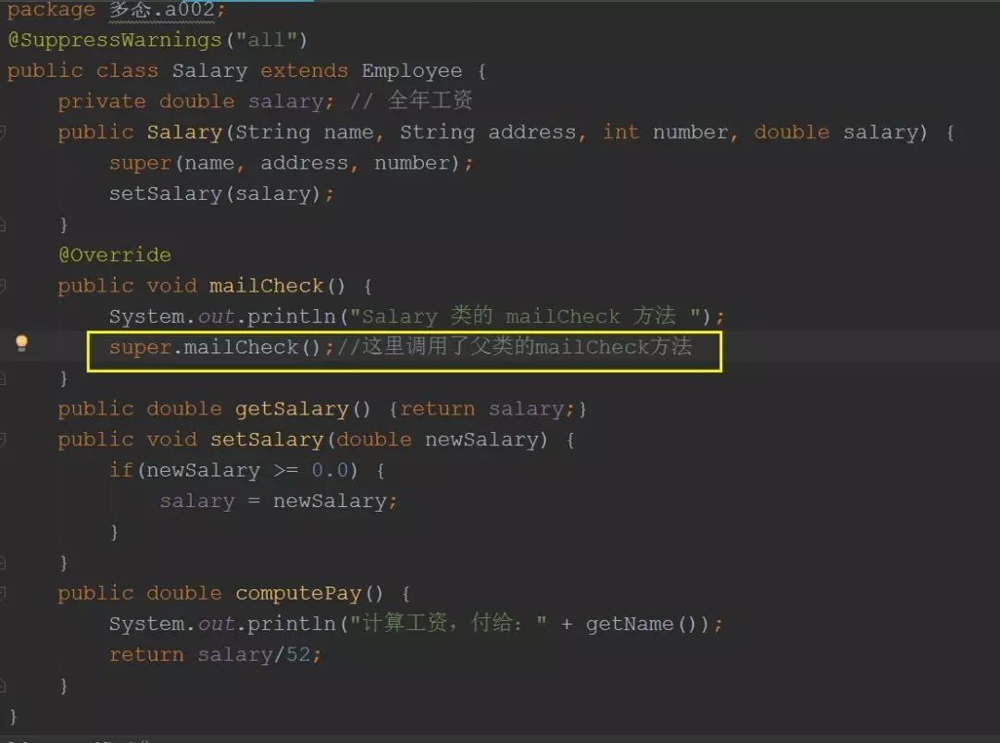 package 多态.a002;
@SuppressWarnings("all")
public class Salary extends Employee {
    private double salary; // 全年工资
    public Salary(String name, String address, int number, double salary) {
        super(name, address, number);
        setSalary(salary);
    }
    @Override
    public void mailCheck() {
        System.out.println("Salary 类的 mailCheck 方法 ");
        super.mailCheck();//这里调用了父类的mailCheck方法
    }
    public double getSalary() {return salary;}
    public void setSalary(double newSalary) {
        if(newSalary >= 0.0) {
            salary = newSalary;
        }
    }
    public double computePay() {
        System.out.println("计算工资，付给：" + getName());
        return salary/52;
    }
}